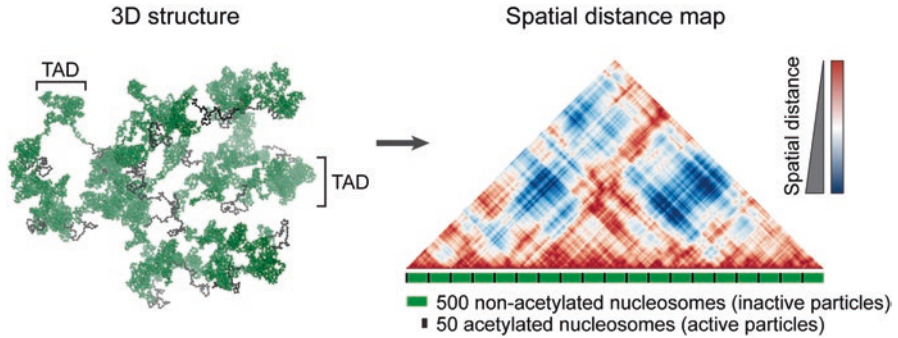 3D structure
Spatial distance map
TAD
TAD
Spatial distance
500 non-acetylated nucleosomes (inactive particles)
50 acetylated nucleosomes (active particles)